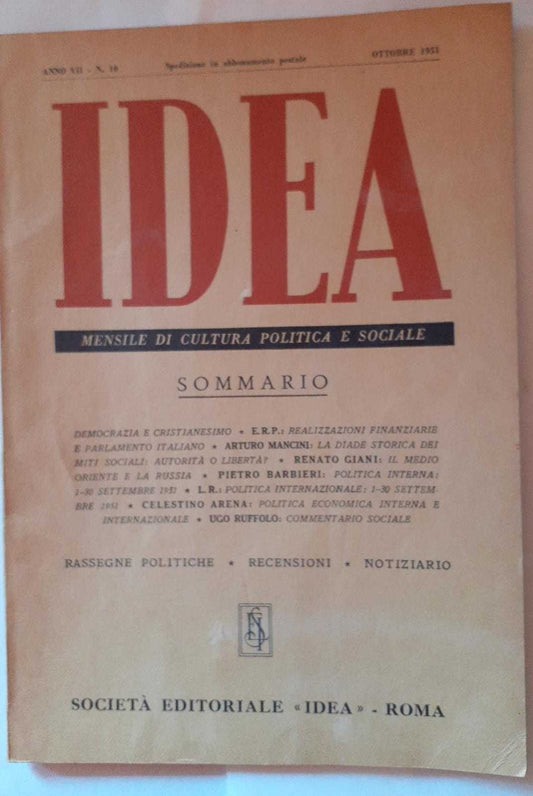 ANNO VII - N. 10 Spedizione in abbonamento postale OTTOBRE 1951
IDEA
MENSILE DI CULTURA POLITICA E SOCIALE
SOMMARIO
DEMOCRAZIA E CRISTIANESIMO ★ E.R.P.: REALIZZAZIONI FINANZIARIE
E PARLAMENTO ITALIANO ★ ARTURO MANCINI: LA DIADE STORICA DEI
MITI SOCIALI: AUTORITÀ O LIBERTÀ? ★ RENATO GIANI: IL MEDIO
ORIENTE E LA RUSSIA ★ PIETRO BARBIERI: POLITICA INTERNA:
1-30 SETTEMBRE 1951 ★ L.R.: POLITICA INTERNAZIONALE: 1-30 SETTEM-
BRE 1951 ★ CELESTINO ARENA: POLITICA ECONOMICA INTERNA E
INTERNAZIONALE ★ UGO RUFFOLO: COMMENTARIO SOCIALE
RASSEGNE POLITICHE ★ RECENSIONI ★ NOTIZIARIO
SOCIETÀ EDITORIALE «IDEA» - ROMA